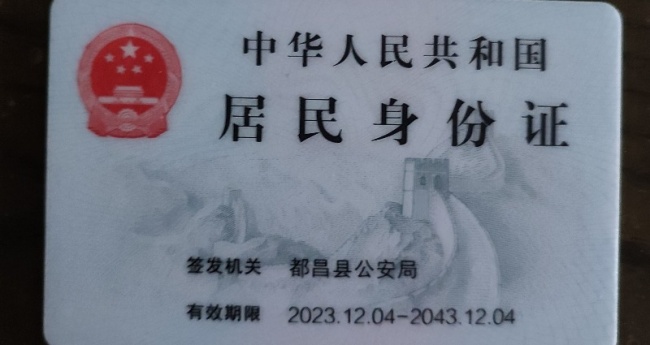 中华人民共和国
居民身份证
签发机关 都昌县公安局
有效期限 2023.12.04-2043.12.04